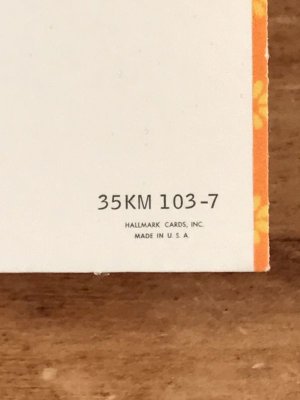 35KM 103-7
HALLMARK CARDS, INC.
MADE IN U. S. A.